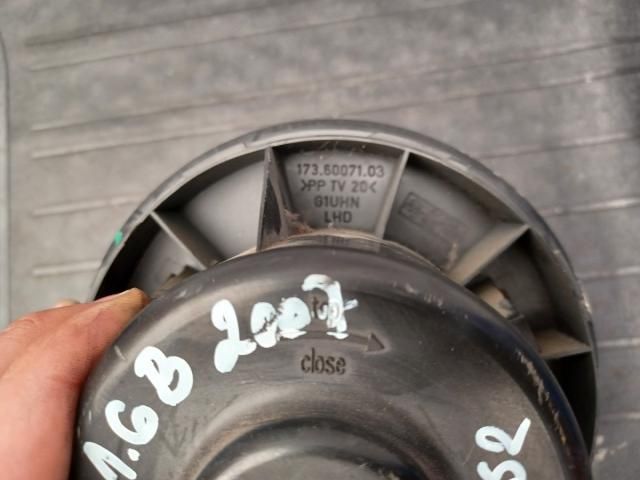 173.60071.03
>PP TV 20<
G1UHN
LHD
top
close
1.6B 2007
52